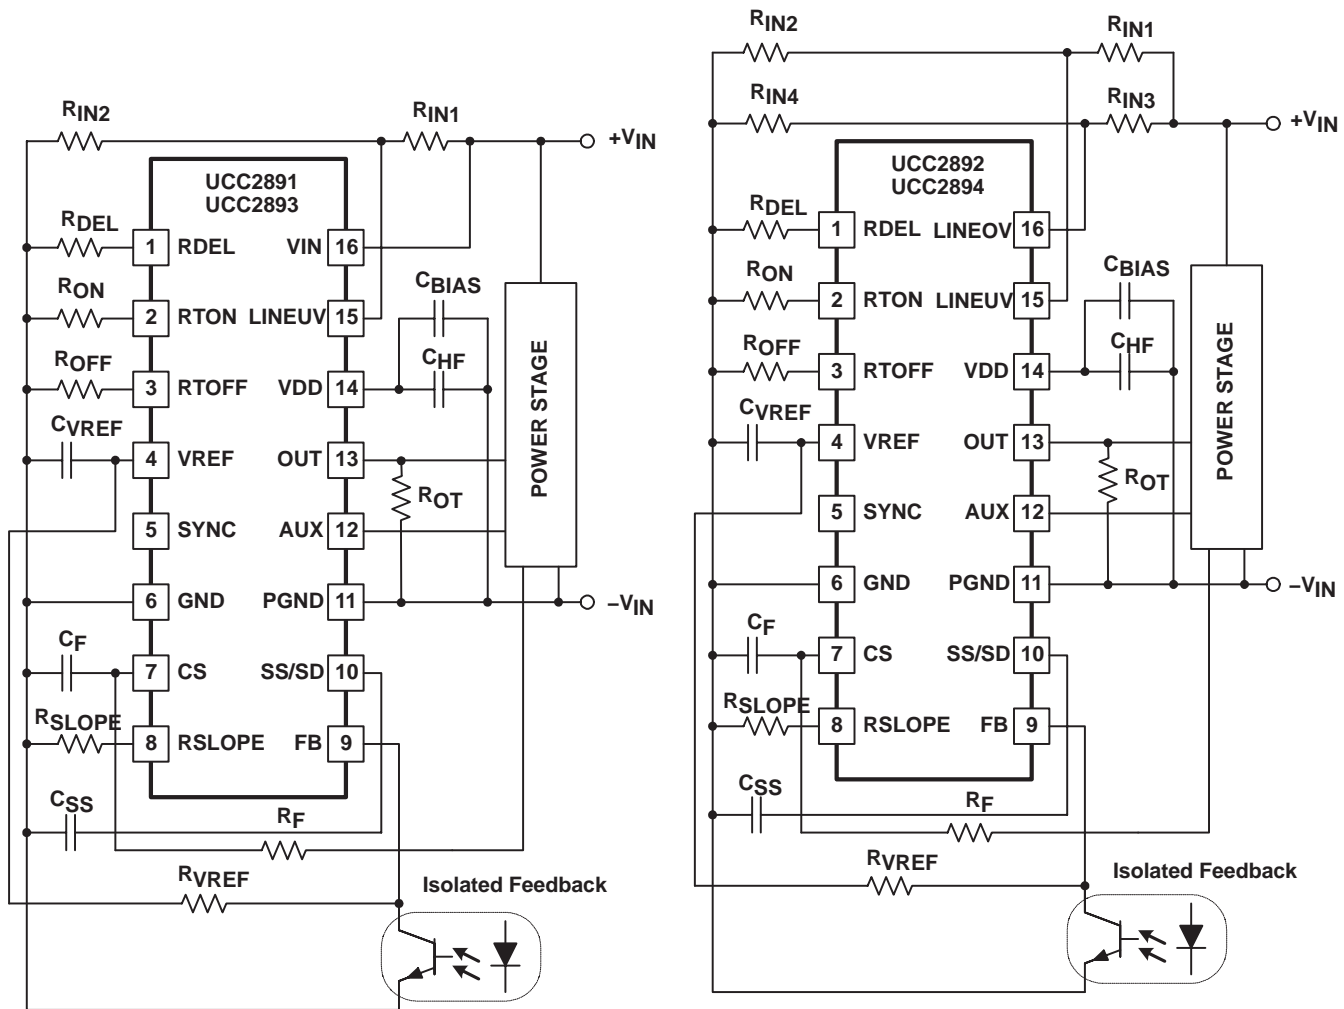 RIN2
RIN1
+VIN
UCC2891
UCC2893
RDEL
1 RDEL VIN 16
RON
CBIAS
2 RTON LINEUV 15
ROFF
CHF
3 RTOFF VDD 14
POWER STAGE
CVREF
4 VREF OUT 13
ROT
5 SYNC AUX 12
6 GND PGND 11
–VIN
CF
7 CS SS/SD 10
RSLOPE
8 RSLOPE FB 9
CSS
RF
RVREF
Isolated Feedback
RIN2
RIN1
RIN4
RIN3
+VIN
UCC2892
UCC2894
RDEL
1 RDEL LINEOV 16
RON
CBIAS
2 RTON LINEUV 15
ROFF
CHF
3 RTOFF VDD 14
POWER STAGE
CVREF
4 VREF OUT 13
ROT
5 SYNC AUX 12
6 GND PGND 11
–VIN
CF
7 CS SS/SD 10
RSLOPE
8 RSLOPE FB 9
CSS
RF
RVREF
Isolated Feedback